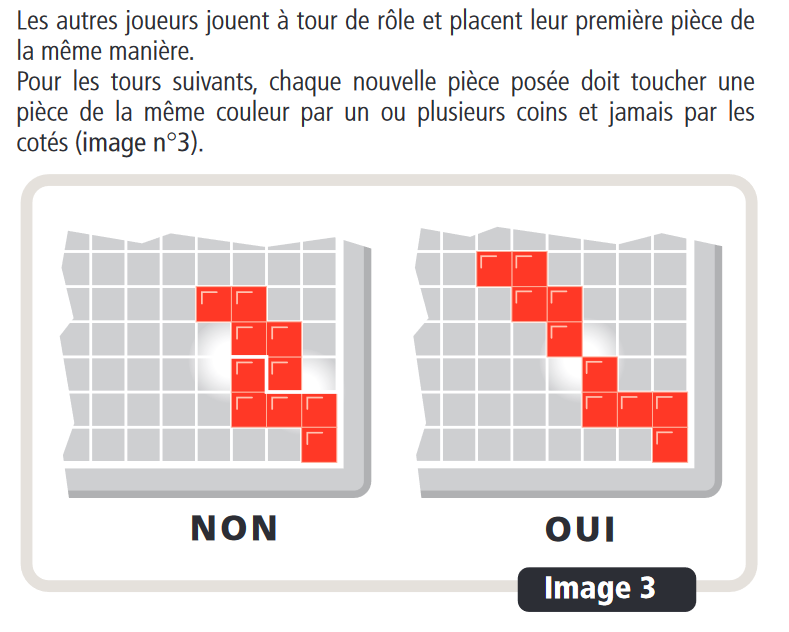 Les autres joueurs jouent à tour de rôle et placent leur première pièce de
la même manière.
Pour les tours suivants, chaque nouvelle pièce posée doit toucher une
pièce de la même couleur par un ou plusieurs coins et jamais par les
cotés (image n°3).
NON
OUI
Image 3